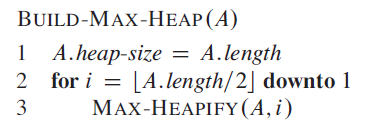 BUILD-MAX-HEAP(A)
1 A.heap-size = A.length
2 for i = ⌊A.length/2⌋ downto 1
3 MAX-HEAPIFY(A, i)